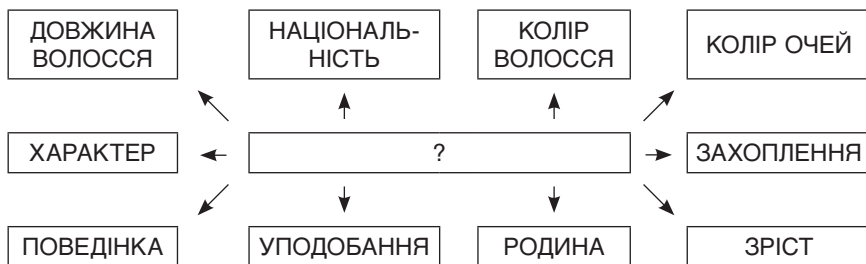 ДОВЖИНА
ВОЛОССЯ
НАЦІОНАЛЬ-
НІСТЬ
КОЛІР
ВОЛОССЯ
КОЛІР ОЧЕЙ
ХАРАКТЕР
?
ЗАХОПЛЕННЯ
ПОВЕДІНКА
УПОДОБАННЯ
РОДИНА
ЗРІСТ